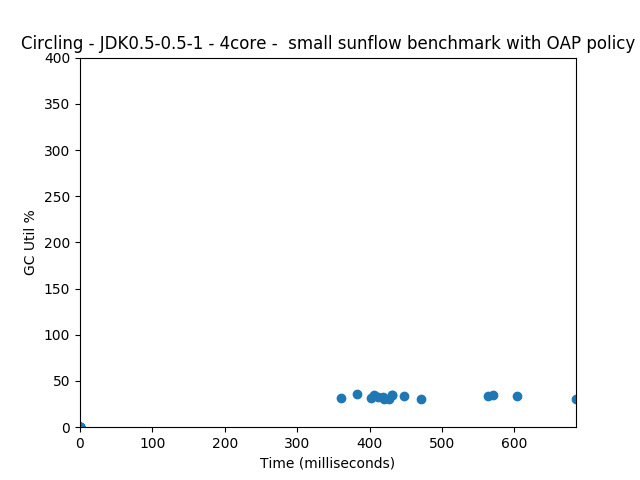 Circling - JDK0.5-0.5-1 - 4core -  small sunflow benchmark with OAP policy
400
350
300
250
200
150
100
50
0
GC Util %
0 100 200 300 400 500 600
Time (milliseconds)